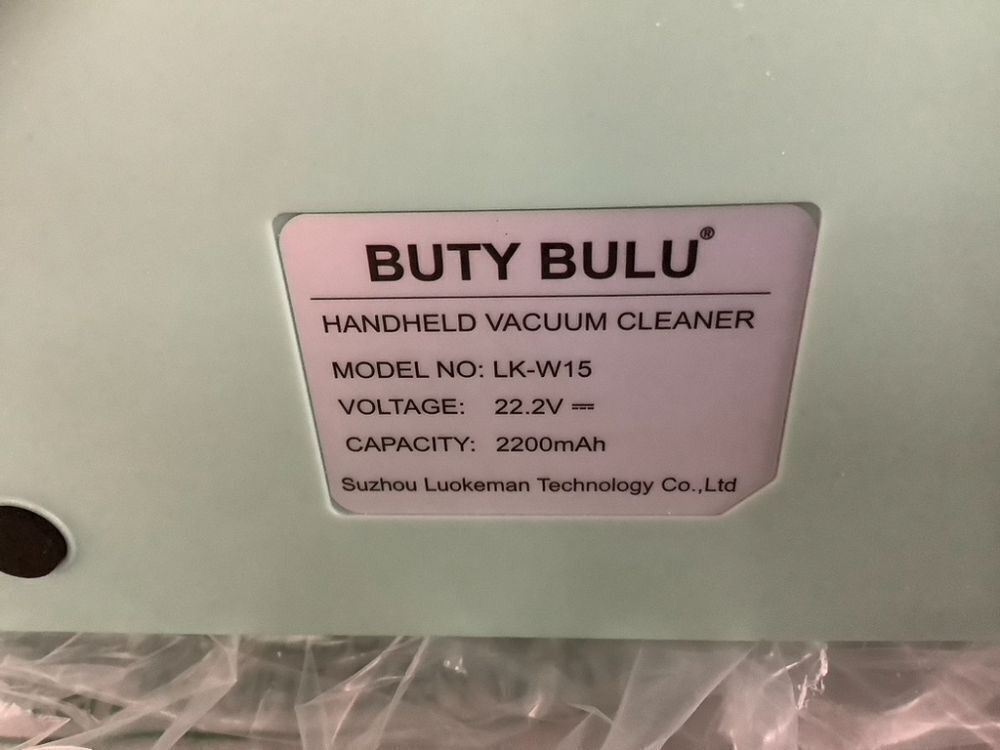 BUTY BULU®
HANDHELD VACUUM CLEANER
MODEL NO: LK-W15
VOLTAGE: 22.2V ⎓
CAPACITY: 2200mAh
Suzhou Luokeman Technology Co.,Ltd